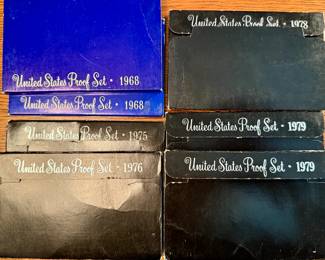 United States Proof Set · 1968
United States Proof Set · 1968
United States Proof Set · 1975
United States Proof Set · 1976
United States Proof Set · 1978
United States Proof Set · 1979
United States Proof Set · 1979